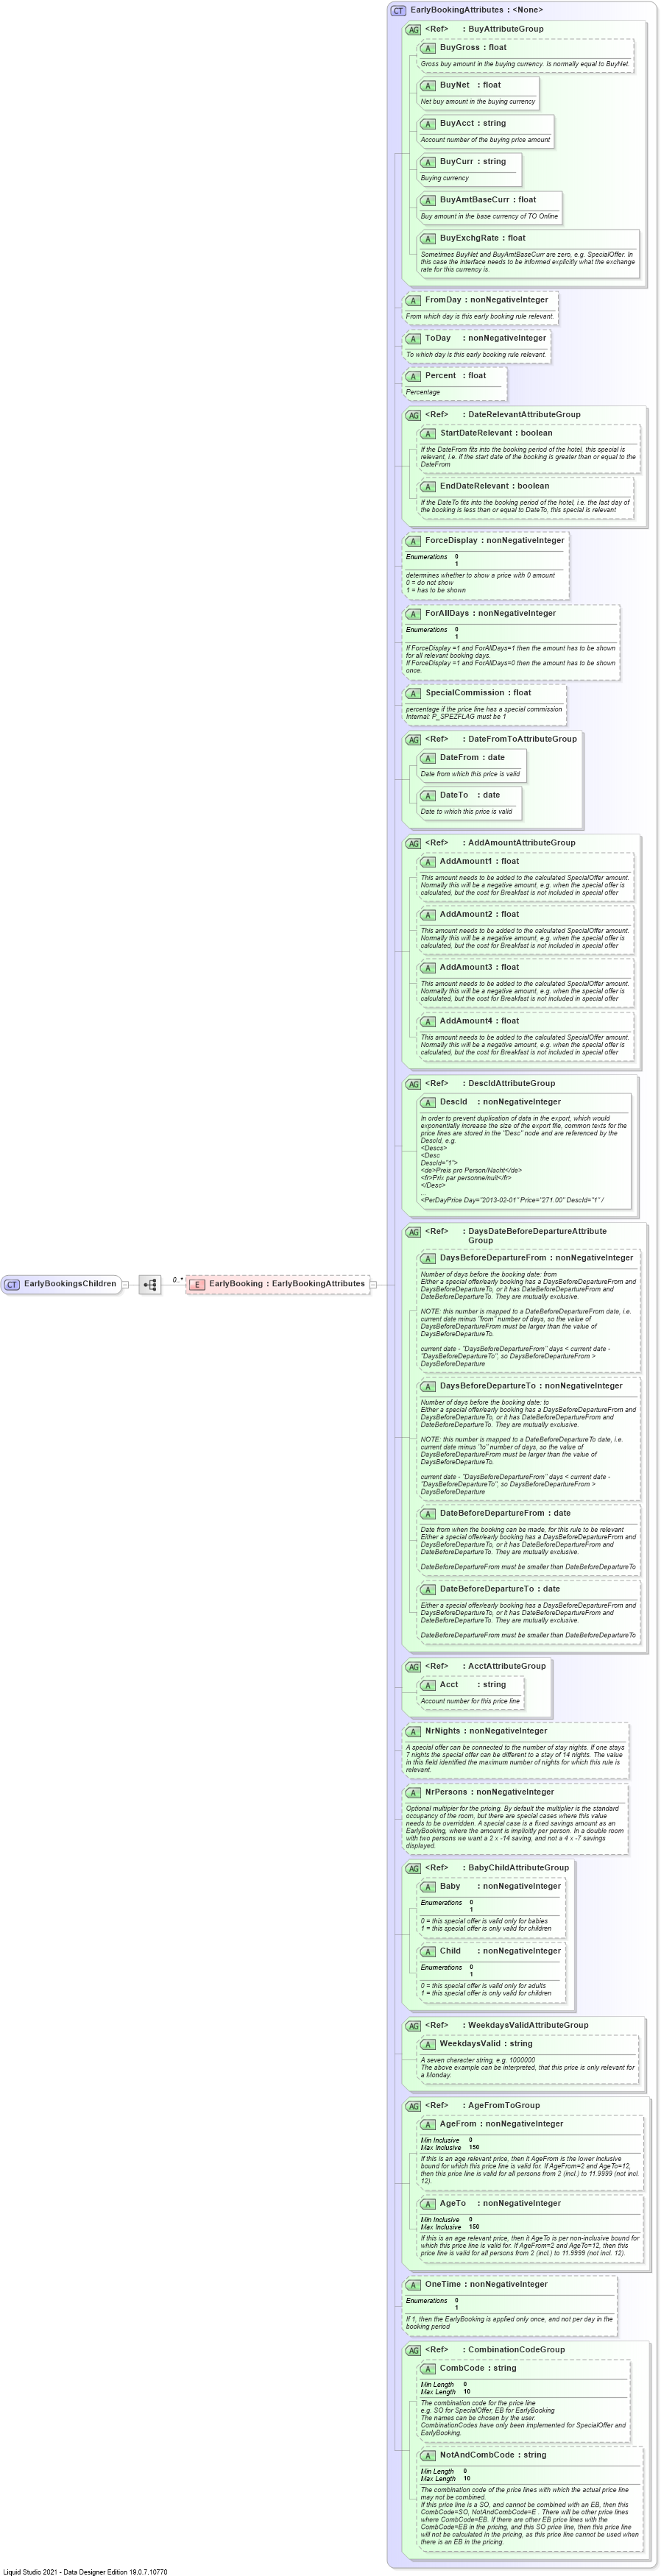 CT EarlyBookingAttributes : <None>
AG <Ref> : BuyAttributeGroup
A BuyGross : float
Gross buy amount in the buying currency. Is normally equal to BuyNet.
A BuyNet : float
Net buy amount in the buying currency
A BuyAcct : string
Account number of the buying price amount
A BuyCurr : string
Buying currency
A BuyAmtBaseCurr : float
Buy amount in the base currency of TO Online
A BuyExchgRate : float
Sometimes BuyNet and BuyAmtBaseCurr are zero, e.g. SpecialOffer. In
this case the interface needs to be informed explicitly what the exchange
rate for this currency is.
A FromDay : nonNegativeInteger
From which day is this early booking rule relevant.
A ToDay : nonNegativeInteger
To which day is this early booking rule relevant.
A Percent : float
Percentage
AG <Ref> : DateRelevantAttributeGroup
A StartDateRelevant : boolean
If the DateFrom fits into the booking period of the hotel, this special is
relevant, i.e. if the start date of the booking is greater than or equal to the
DateFrom
A EndDateRelevant : boolean
If the DateTo fits into the booking period of the hotel, i.e. the last day of
the booking is less than or equal to DateTo, this special is relevant
A ForceDisplay : nonNegativeInteger
Enumerations 0
1
determines whether to show a price with 0 amount
0 = do not show
1 = has to be shown
A ForAllDays : nonNegativeInteger
Enumerations 0
1
If ForceDisplay =1 and ForAllDays=1 then the amount has to be shown
for all relevant booking days.
If ForceDisplay =1 and ForAllDays=0 then the amount has to be shown
once.
A SpecialCommission : float
percentage if the price line has a special commission
Internal: P_SPEZFLAG must be 1
AG <Ref> : DateFromToAttributeGroup
A DateFrom : date
Date from which this price is valid
A DateTo : date
Date to which this price is valid
AG <Ref> : AddAmountAttributeGroup
A AddAmount1 : float
This amount needs to be added to the calculated SpecialOffer amount.
Normally this will be a negative amount, e.g. when the special offer is
calculated, but the cost for Breakfast is not included in special offer
A AddAmount2 : float
This amount needs to be added to the calculated SpecialOffer amount.
Normally this will be a negative amount, e.g. when the special offer is
calculated, but the cost for Breakfast is not included in special offer
A AddAmount3 : float
This amount needs to be added to the calculated SpecialOffer amount.
Normally this will be a negative amount, e.g. when the special offer is
calculated, but the cost for Breakfast is not included in special offer
A AddAmount4 : float
This amount needs to be added to the calculated SpecialOffer amount.
Normally this will be a negative amount, e.g. when the special offer is
calculated, but the cost for Breakfast is not included in special offer
AG <Ref> : DescIdAttributeGroup
A DescId : nonNegativeInteger
In order to prevent duplication of data in the export, which would
exponentially increase the size of the export file, common texts for the
price lines are stored in the "Desc" node and are referenced by the
DescId, e.g.
<Descs>
<Desc
DescId="1">
<de>Preis pro Person/Nacht</de>
<fr>Prix par personne/nuit</fr>
</Desc>
<PerDayPrice Day="2013-02-01" Price="271.00" DescId="1" /
AG <Ref> : DaysDateBeforeDepartureAttribute
Group
A DaysBeforeDepartureFrom : nonNegativeInteger
Number of days before the booking date: from
Either a special offer/early booking has a DaysBeforeDepartureFrom and
DaysBeforeDepartureTo, or it has DateBeforeDepartureFrom and
DateBeforeDepartureTo. They are mutually exclusive.
NOTE: this number is mapped to a DateBeforeDepartureFrom date, i.e.
current date minus "from" number of days, so the value of
DaysBeforeDepartureFrom must be larger than the value of
DaysBeforeDepartureTo.
current date - "DaysBeforeDepartureFrom" days < current date -
"DaysBeforeDepartureTo", so DaysBeforeDepartureFrom >
DaysBeforeDeparture
CT EarlyBookingsChildren
0..*
E EarlyBooking : EarlyBookingAttributes
A DaysBeforeDepartureTo : nonNegativeInteger
Number of days before the booking date: to
Either a special offer/early booking has a DaysBeforeDepartureFrom and
DaysBeforeDepartureTo, or it has DateBeforeDepartureFrom and
DateBeforeDepartureTo. They are mutually exclusive.
NOTE: this number is mapped to a DateBeforeDepartureTo date, i.e.
current date minus "to" number of days, so the value of
DaysBeforeDepartureFrom must be larger than the value of
DaysBeforeDepartureTo.
current date - "DaysBeforeDepartureFrom" days < current date -
"DaysBeforeDepartureTo", so DaysBeforeDepartureFrom >
DaysBeforeDeparture
A DateBeforeDepartureFrom : date
Date from when the booking can be made, for this rule to be relevant
Either a special offer/early booking has a DaysBeforeDepartureFrom and
DaysBeforeDepartureTo, or it has DateBeforeDepartureFrom and
DateBeforeDepartureTo. They are mutually exclusive.
DateBeforeDepartureFrom must be smaller than DateBeforeDepartureTo
A DateBeforeDepartureTo : date
Either a special offer/early booking has a DaysBeforeDepartureFrom and
DaysBeforeDepartureTo, or it has DateBeforeDepartureFrom and
DateBeforeDepartureTo. They are mutually exclusive.
DateBeforeDepartureFrom must be smaller than DateBeforeDepartureTo
AG <Ref> : AcctAttributeGroup
A Acct : string
Account number for this price line
A NrNights : nonNegativeInteger
A special offer can be connected to the number of stay nights. If one stays
7 nights the special offer can be different to a stay of 14 nights. The value
in this field identified the maximum number of nights for which this rule is
relevant.
A NrPersons : nonNegativeInteger
Optional multipier for the pricing. By default the multiplier is the standard
occupancy of the room, but there are special cases where this value
needs to be overridden. A special case is a fixed savings amount as an
EarlyBooking, where the amount is implicitly per person. In a double room
with two persons we want a 2 x -14 saving, and not a 4 x -7 savings
displayed.
AG <Ref> : BabyChildAttributeGroup
A Baby : nonNegativeInteger
Enumerations 0
1
0 = this special offer is valid only for babies
1 = this special offer is only valid for children
A Child : nonNegativeInteger
Enumerations 0
1
0 = this special offer is valid only for adults
1 = this special offer is only valid for children
AG <Ref> : WeekdaysValidAttributeGroup
A WeekdaysValid : string
A seven character string, e.g. 1000000
The above example can be interpreted, that this price is only relevant for
a Monday.
AG <Ref> : AgeFromToGroup
A AgeFrom : nonNegativeInteger
Min Inclusive 0
Max Inclusive 150
If this is an age relevant price, then it AgeFrom is the lower inclusive
bound for which this price line is valid for. If AgeFrom=2 and AgeTo=12,
then this price line is valid for all persons from 2 (incl.) to 11.9999 (not incl.
12).
A AgeTo : nonNegativeInteger
Min Inclusive 0
Max Inclusive 150
If this is an age relevant price, then it AgeTo is per non-inclusive bound for
which this price line is valid for. If AgeFrom=2 and AgeTo=12, then this
price line is valid for all persons from 2 (incl.) to 11.9999 (not incl. 12).
A OneTime : nonNegativeInteger
Enumerations 0
1
If 1, then the EarlyBooking is applied only once, and not per day in the
booking period
AG <Ref> : CombinationCodeGroup
A CombCode : string
Min Length 0
Max Length 10
The combination code for the price line
e.g. SO for SpecialOffer, EB for EarlyBooking
The names can be chosen by the user.
CombinationCodes have only been implemented for SpecialOffer and
EarlyBooking.
A NotAndCombCode : string
Min Length 0
Max Length 10
The combination code of the price lines with which the actual price line
may not be combined.
If this price line is a SO, and cannot be combined with an EB, then this
CombCode=SO, NotAndCombCode=E . There will be other price lines
where CombCode=EB. If there are other EB price lines with the
CombCode=EB in the pricing, and this SO price line, then this price line
will not be calculated in the pricing, as this price line cannot be used when
there is an EB in the pricing.
Liquid Studio 2021 - Data Designer Edition 19.0.7.10770